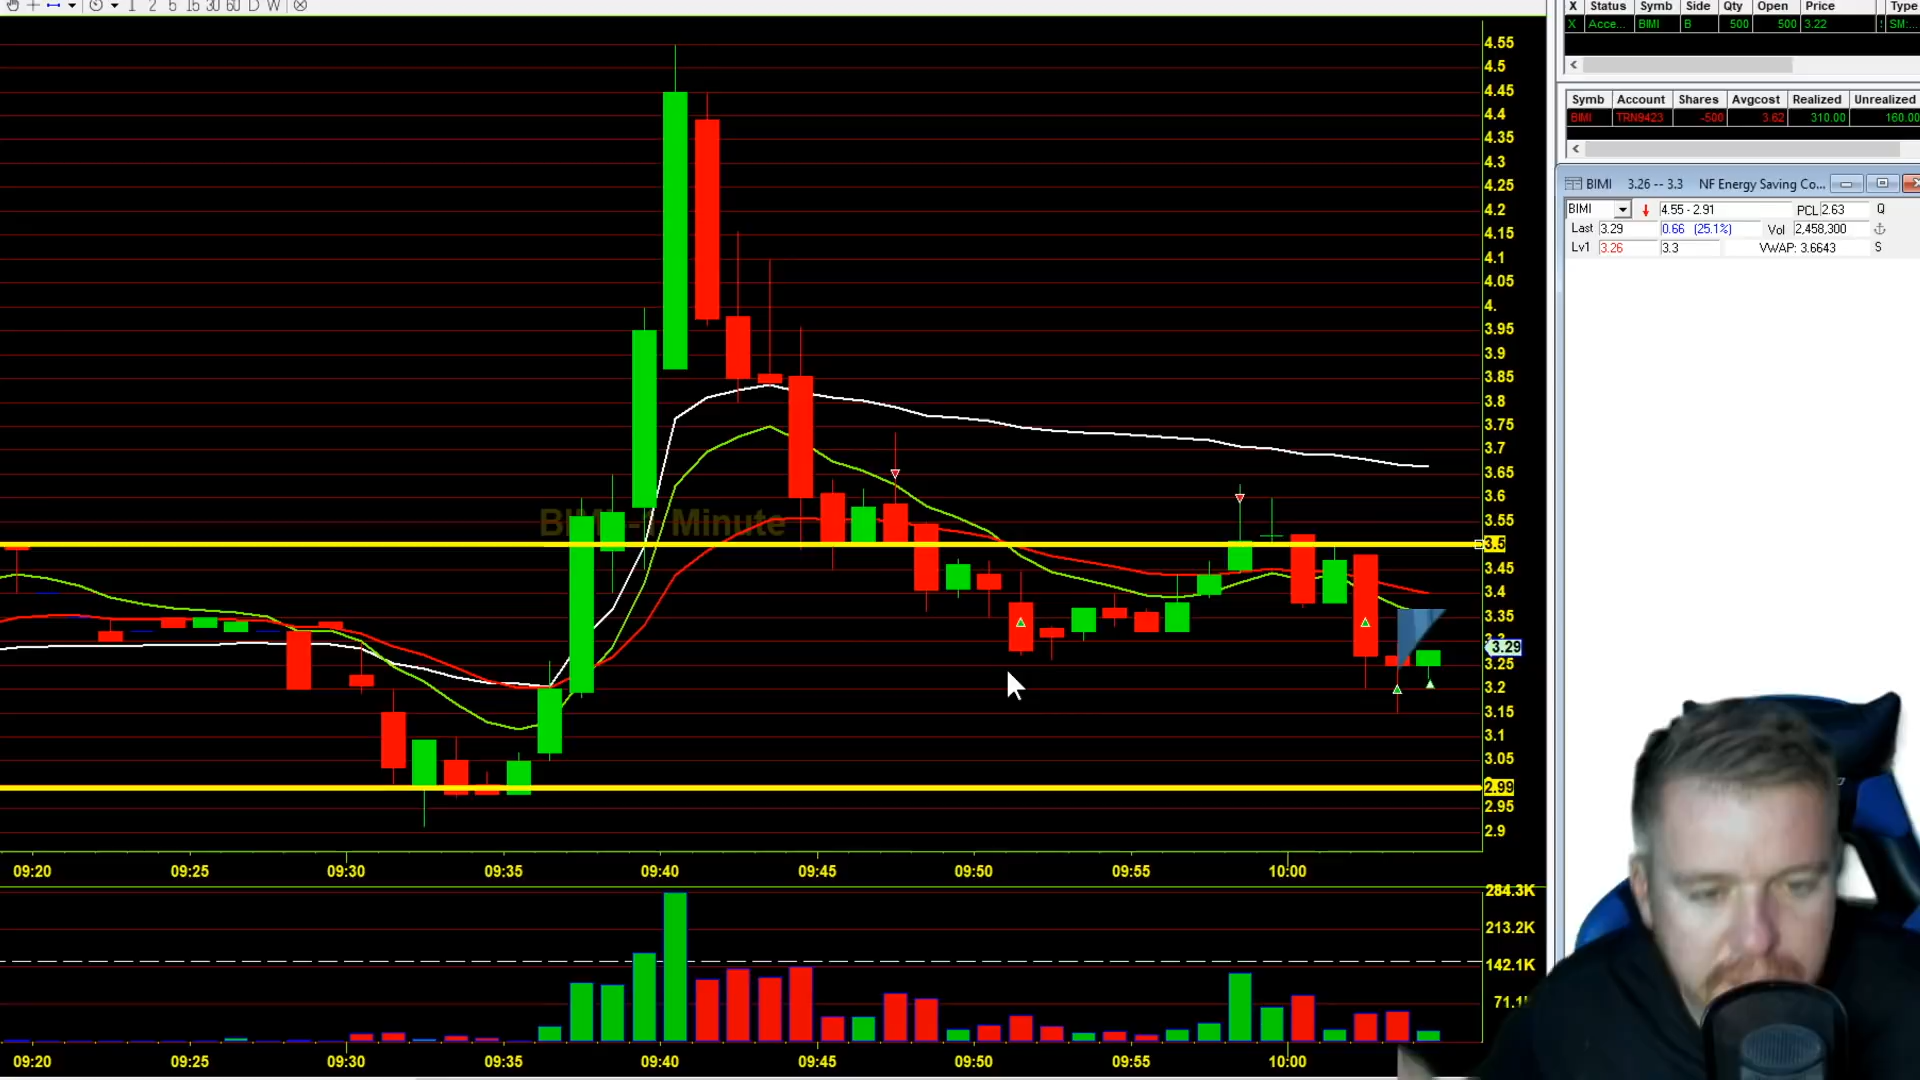 1 2 5 15 30 60 D W
X Status Symb Side Qty Open Price Type
X Acce... BIMI B 500 500 3.22 SM:...
Symb Account Shares Avgcost Realized Unrealized
BIMI TRN9423 -500 3.62 310.00 160.00
BIMI 3.26 -- 3.3 NF Energy Saving Co...
BIMI 4.55 - 2.91 PCL 2.63 Q
Last 3.29 0.66 (25.1%) Vol 2,458,300
Lv1 3.26 3.3 VWAP: 3.6643 S
4.55
4.5
4.45
4.4
4.35
4.3
4.25
4.2
4.15
4.1
4.05
4.
3.95
3.9
3.85
3.8
3.75
3.7
3.65
3.6
3.55
3.5
3.45
3.4
3.35
3.29
3.25
3.2
3.15
3.1
3.05
2.99
2.95
2.9
Minute
09:20 09:25 09:30 09:35 09:40 09:45 09:50 09:55 10:00
284.3K
213.2K
142.1K
09:20 09:25 09:30 09:35 09:40 09:45 09:50 09:55 10:00